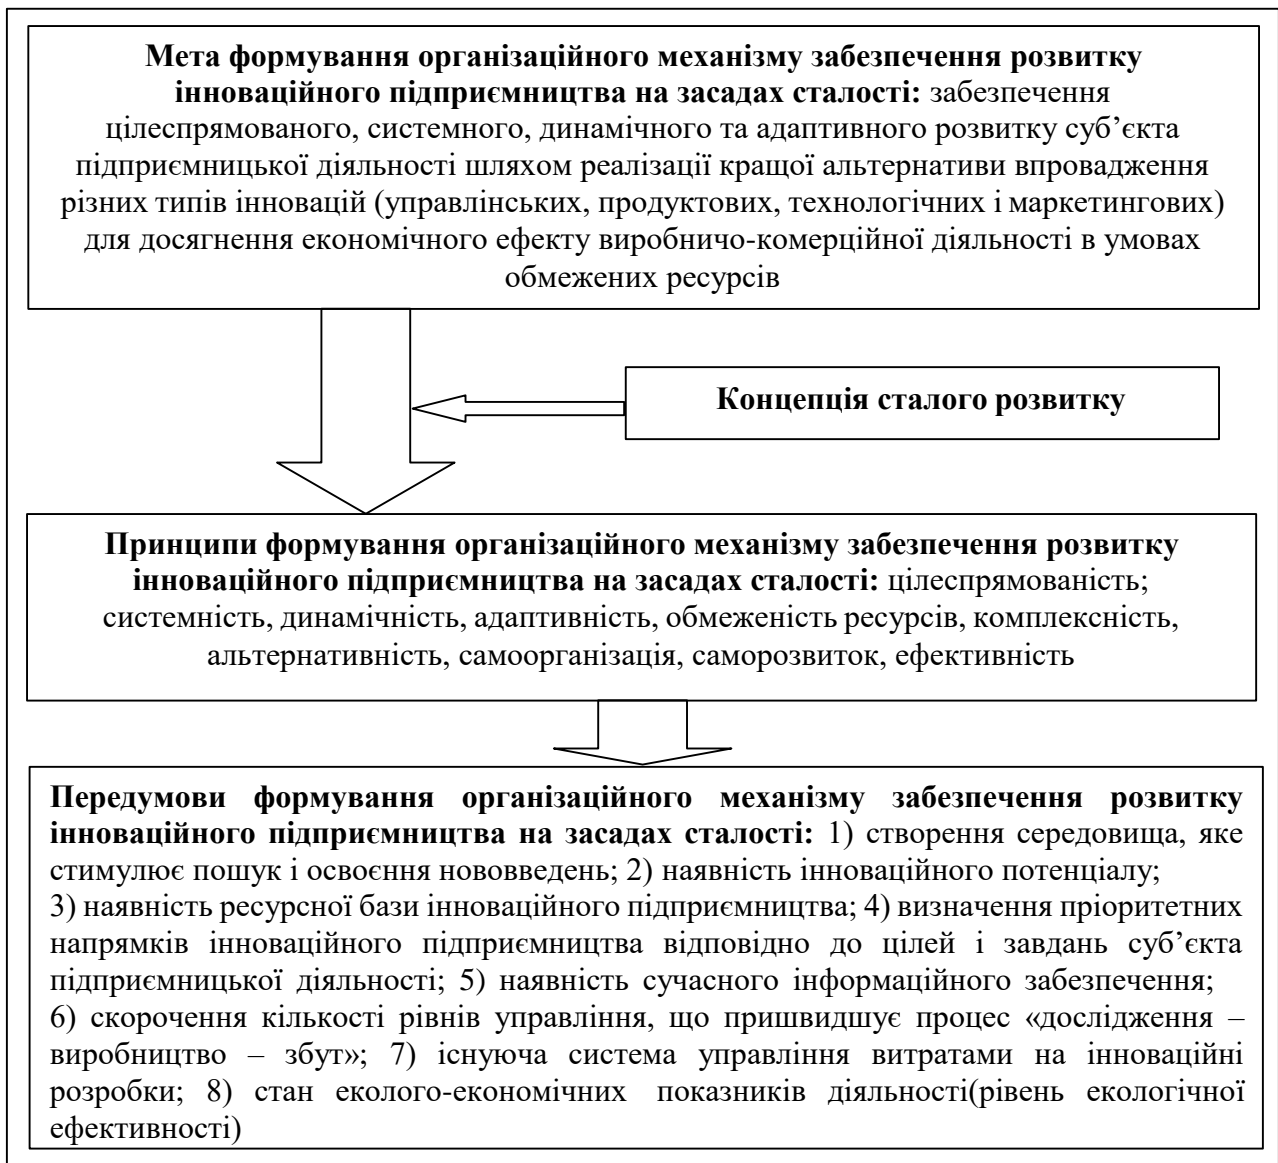 Мета формування організаційного механізму забезпечення розвитку
інноваційного підприємництва на засадах сталості: забезпечення
цілеспрямованого, системного, динамічного та адаптивного розвитку суб’єкта
підприємницької діяльності шляхом реалізації кращої альтернативи впровадження
різних типів інновацій (управлінських, продуктових, технологічних і маркетингових)
для досягнення економічного ефекту виробничо-комерційної діяльності в умовах
обмежених ресурсів
Концепція сталого розвитку
Принципи формування організаційного механізму забезпечення розвитку
інноваційного підприємництва на засадах сталості: цілеспрямованість;
системність, динамічність, адаптивність, обмеженість ресурсів, комплексність,
альтернативність, самоорганізація, саморозвиток, ефективність
Передумови формування організаційного механізму забезпечення розвитку
інноваційного підприємництва на засадах сталості: 1) створення середовища, яке
стимулює пошук і освоєння нововведень; 2) наявність інноваційного потенціалу;
3) наявність ресурсної бази інноваційного підприємництва; 4) визначення пріоритетних
напрямків інноваційного підприємництва відповідно до цілей і завдань суб’єкта
підприємницької діяльності; 5) наявність сучасного інформаційного забезпечення;
6) скорочення кількості рівнів управління, що пришвидшує процес «дослідження –
виробництво – збут»; 7) існуюча система управління витратами на інноваційні
розробки; 8) стан еколого-економічних показників діяльності(рівень екологічної
ефективності)